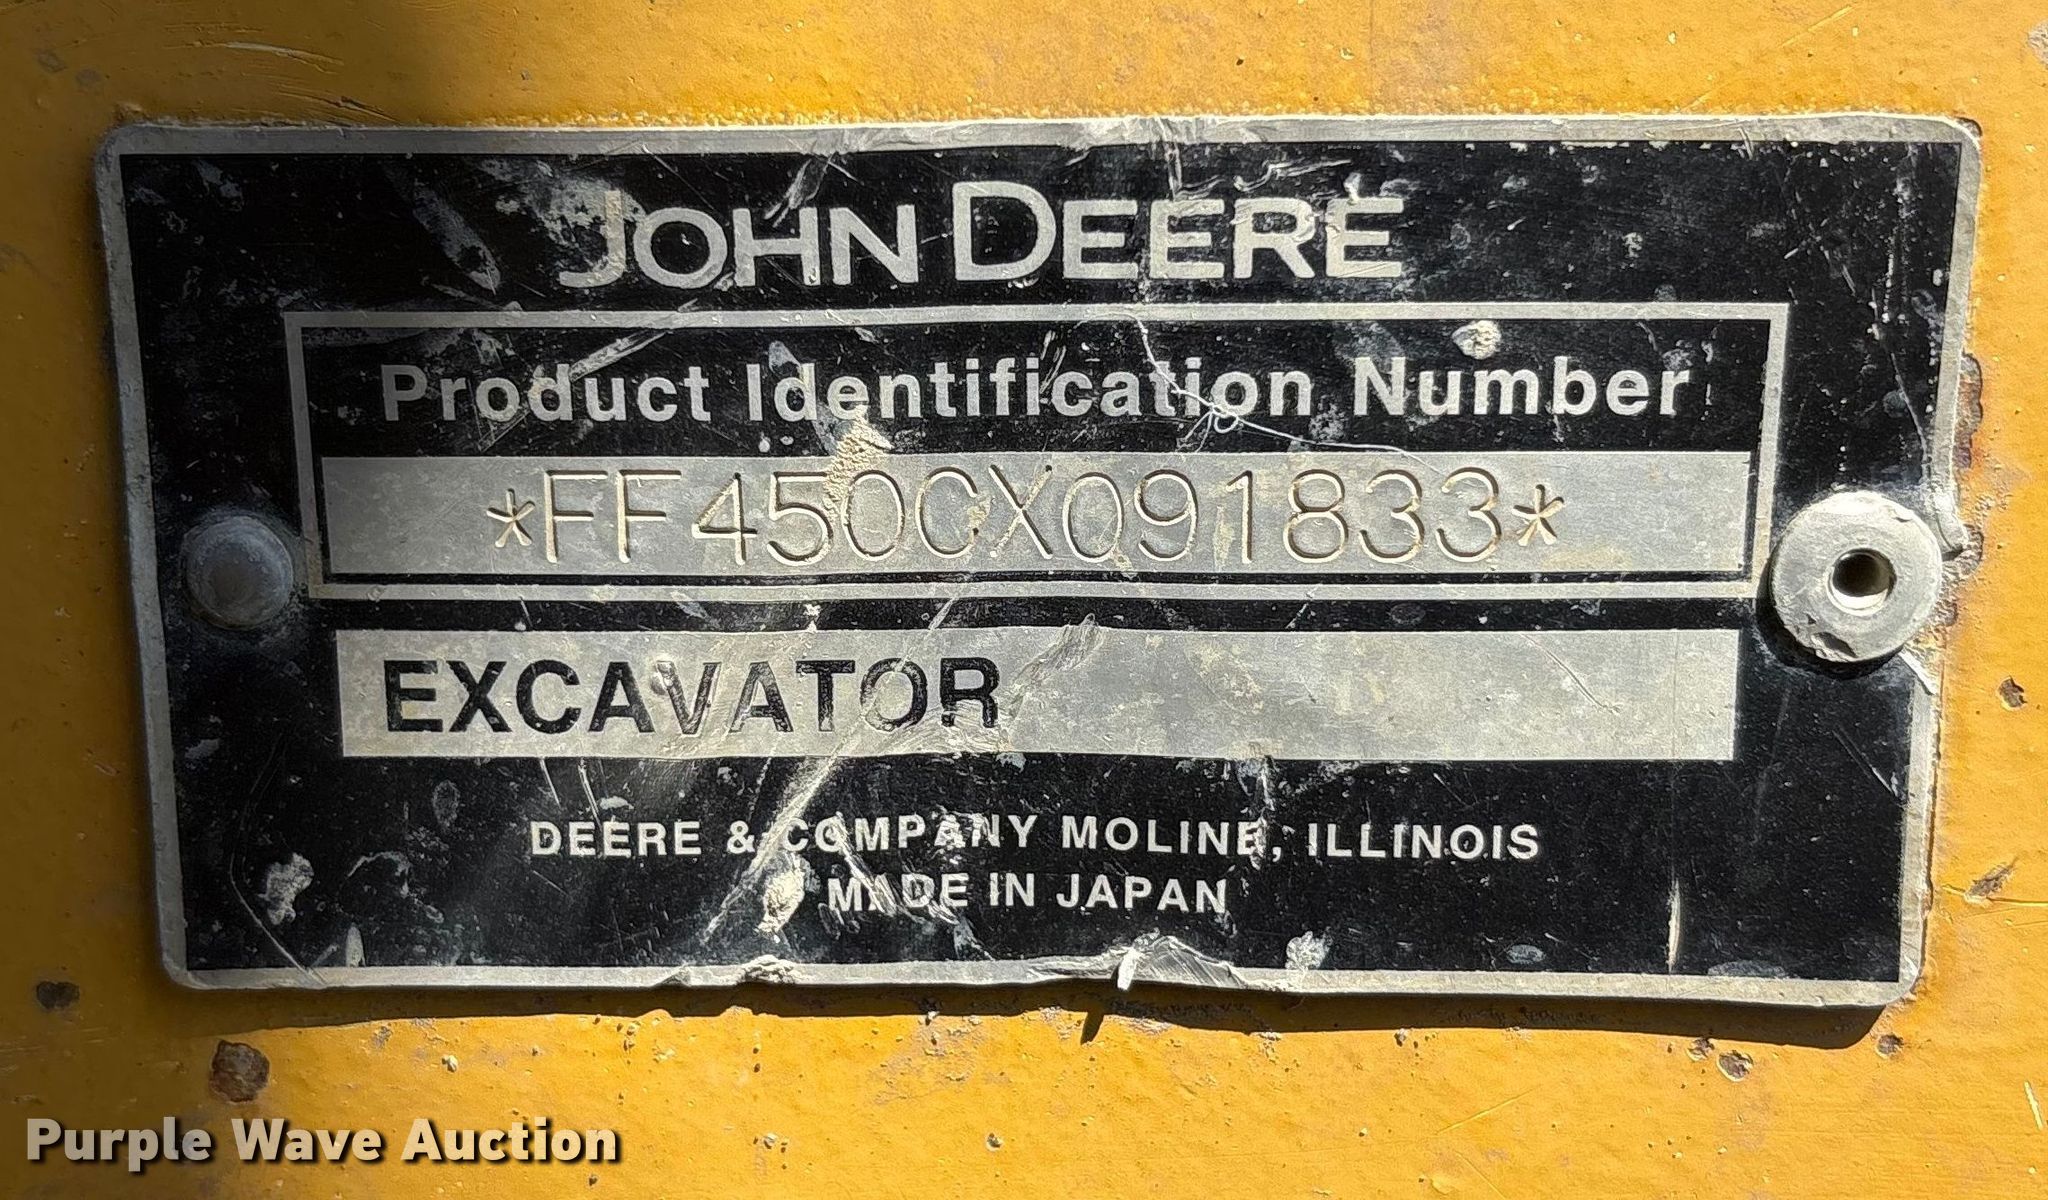 JOHN DEERE
Product Identification Number
*FF450CX091833*
EXCAVATOR
DEERE & COMPANY MOLINE, ILLINOIS
MADE IN JAPAN
Purple Wave Auction